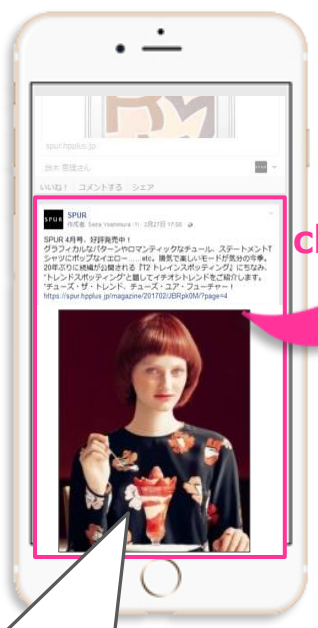 spur.hpplus.jp
いいね！ コメントする シェア
SPUR
SPUR
作成者: Seira Yoshimura · 2月27日 17:00
SPUR 4月号、好評発売中！
グラフィカルなパターンやロマンティックなチュール、ステートメントT
シャツにポップなイエロー……etc。陽気で楽しいモードが気分の今季。
20年ぶりに続編が公開される『T2 トレインスポッティング』にちなみ、
“トレンドスポッティング”と題してイチオシトレンドをご紹介します。
“チューズ・ザ・トレンド、チューズ・ユア・フューチャー！
https://spur.hpplus.jp/magazine/201702/JBRpk0M/?page=4